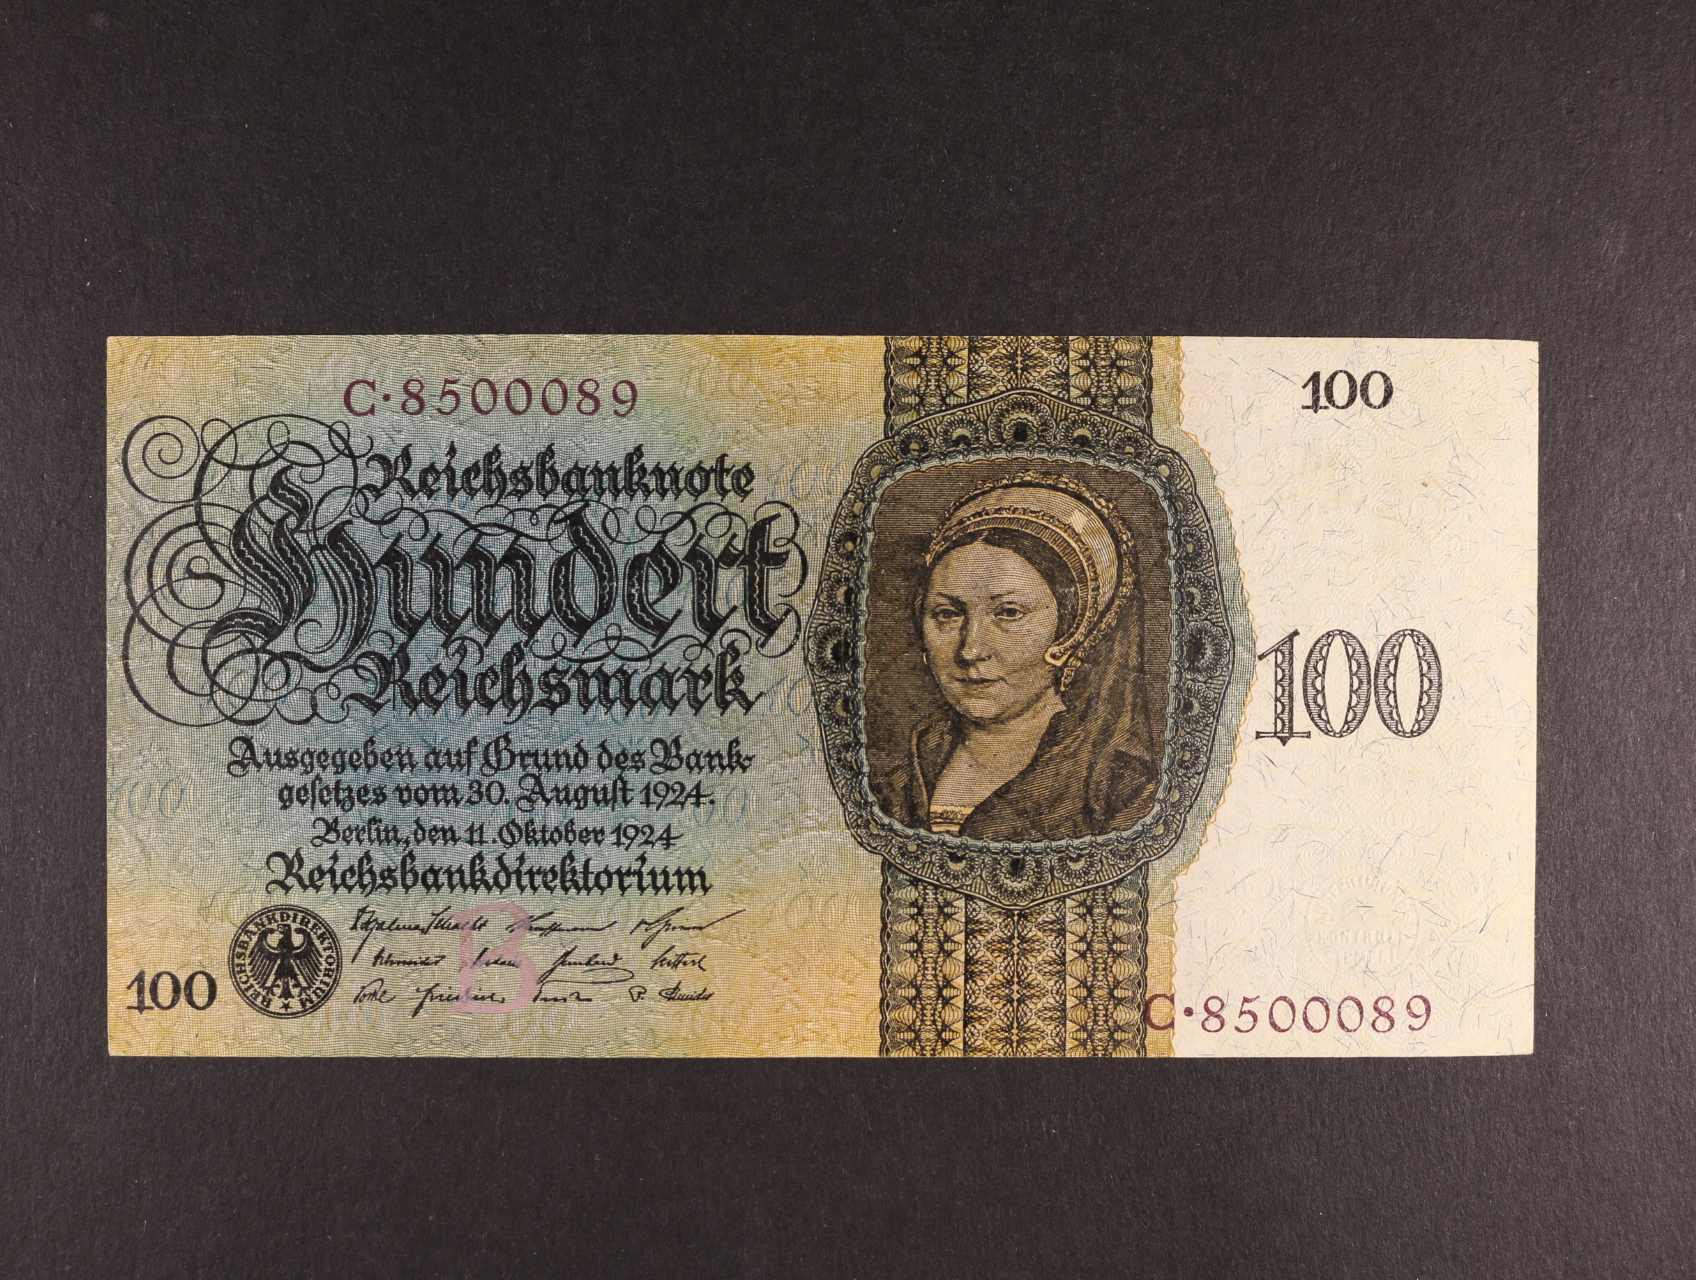 C·8500089
100
Reichsbanknote
Hundert
Reichsmark
100
Ausgegeben auf Grund des Bank-
gesetzes vom 30. August 1924.
Berlin, den 11. Oktober 1924
Reichsbankdirektorium
REICHSBANKDIREKTORIUM
B
100
C·8500089